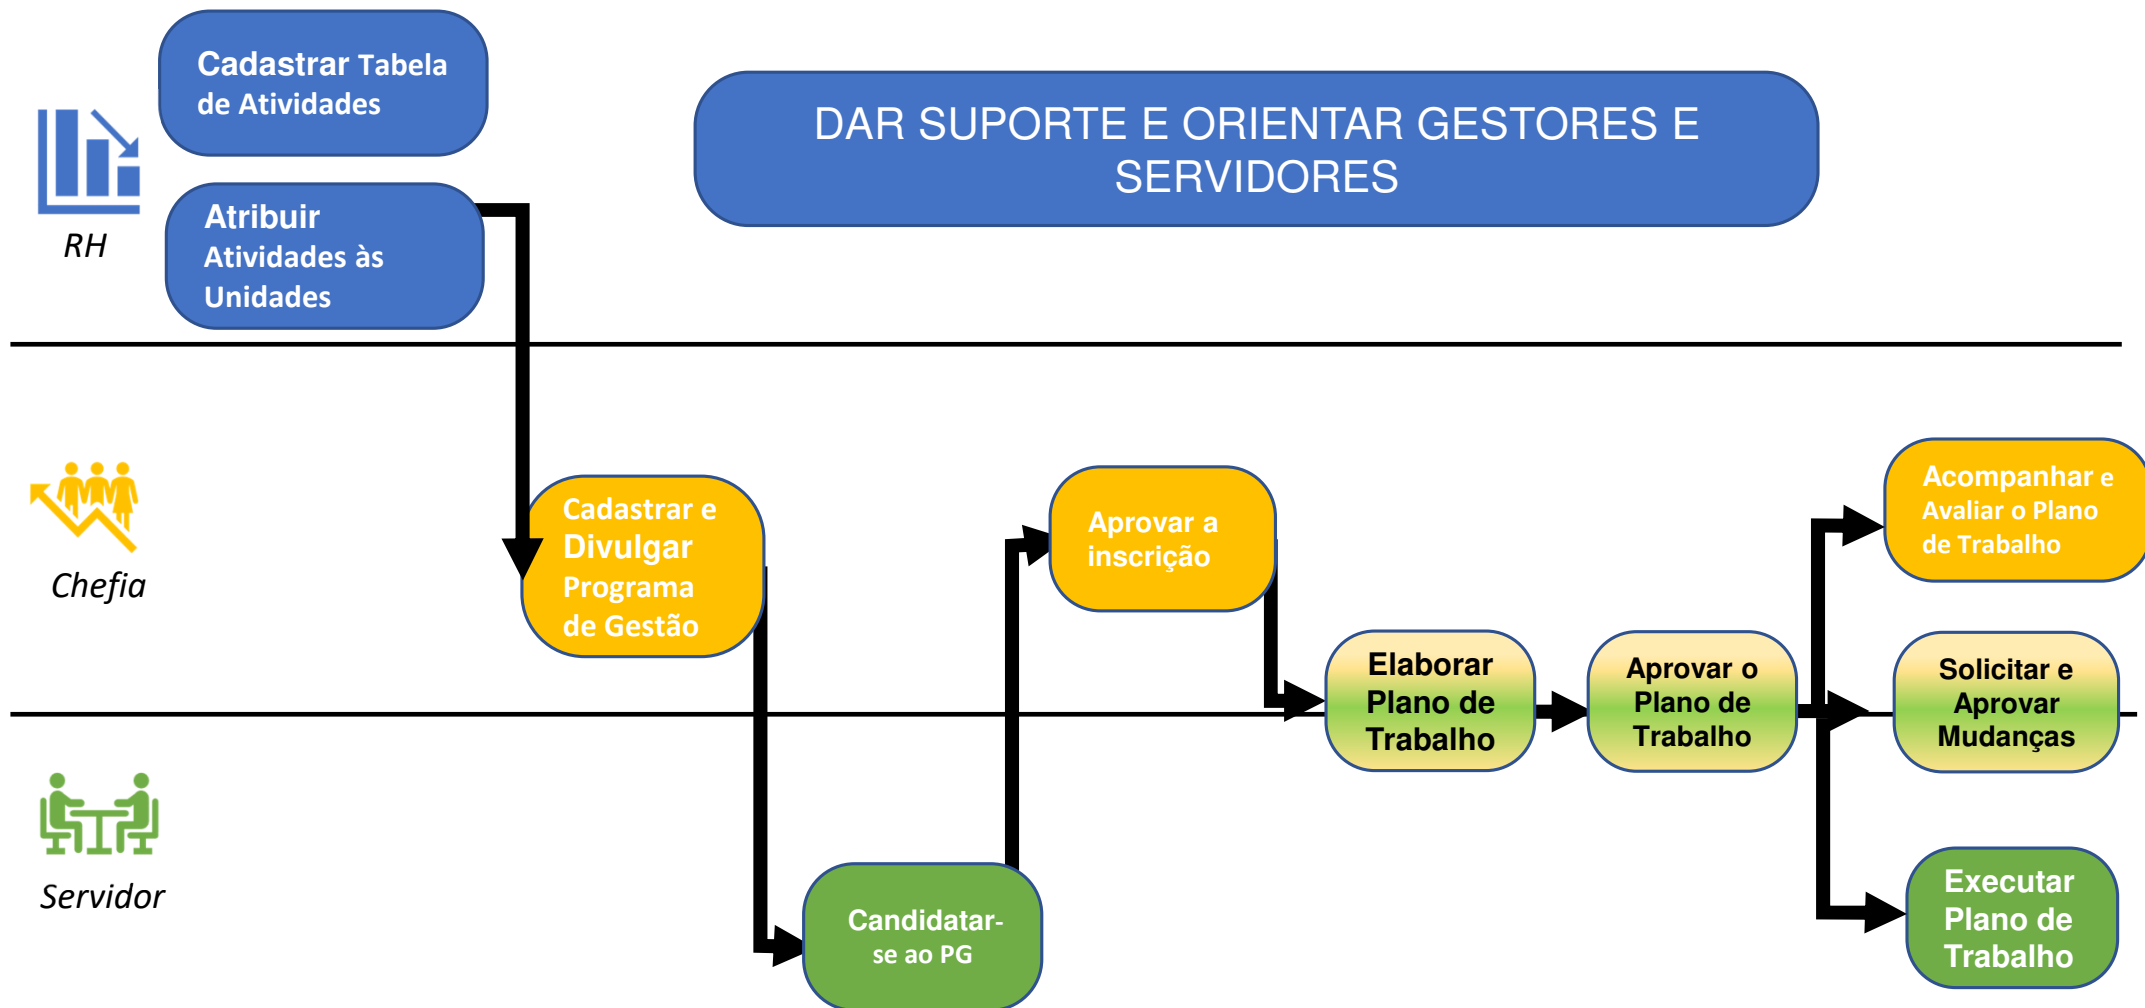 Cadastrar Tabela
de Atividades
DAR SUPORTE E ORIENTAR GESTORES E
SERVIDORES
RH
Atribuir
Atividades às
Unidades
Chefia
Cadastrar e
Divulgar
Programa
de Gestão
Aprovar a
inscrição
Acompanhar e
Avaliar o Plano
de Trabalho
Elaborar
Plano de
Trabalho
Aprovar o
Plano de
Trabalho
Solicitar e
Aprovar
Mudanças
Servidor
Candidatar-
se ao PG
Executar
Plano de
Trabalho